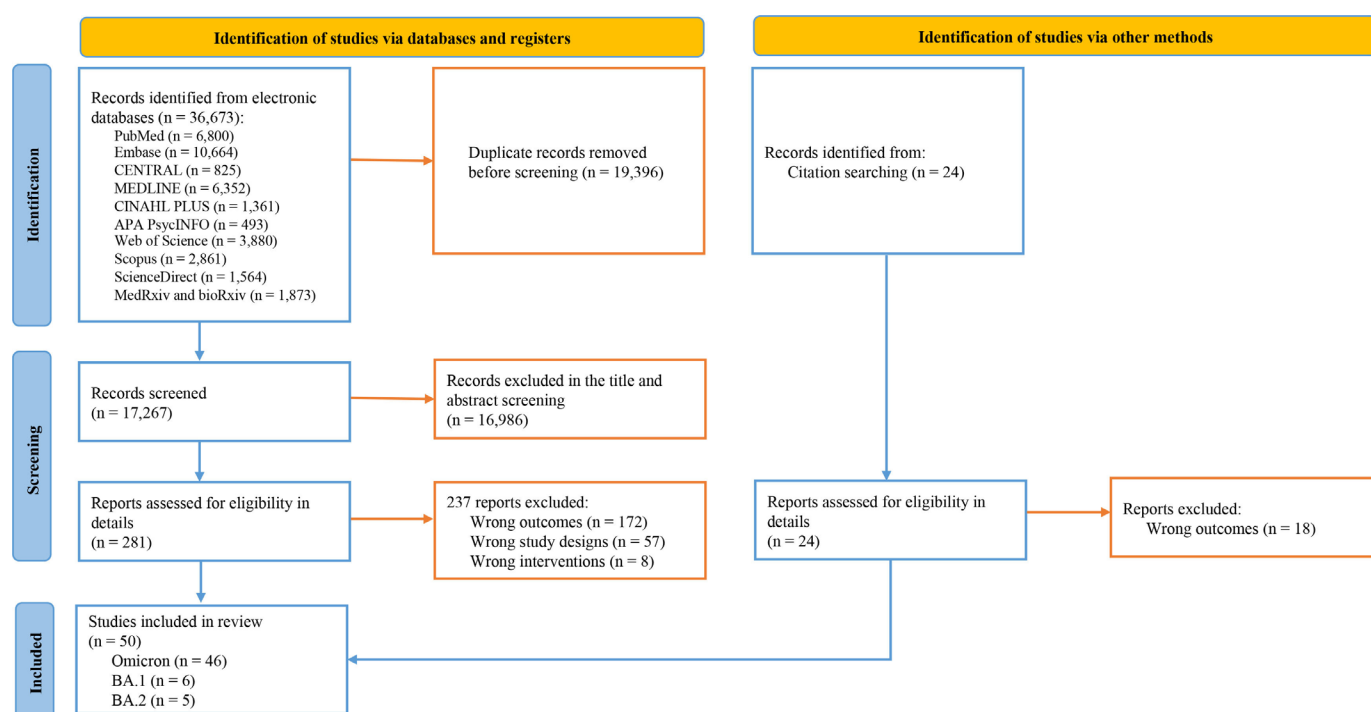 Identification of studies via databases and registers
Identification of studies via other methods
Identification
Records identified from electronic
databases (n = 36,673):
PubMed (n = 6,800)
Embase (n = 10,664)
CENTRAL (n = 825)
MEDLINE (n = 6,352)
CINAHL PLUS (n = 1,361)
APA PsycINFO (n = 493)
Web of Science (n = 3,880)
Scopus (n = 2,861)
ScienceDirect (n = 1,564)
MedRxiv and bioRxiv (n = 1,873)
Duplicate records removed
before screening (n = 19,396)
Records identified from:
Citation searching (n = 24)
Screening
Records screened
(n = 17,267)
Records excluded in the title and
abstract screening
(n = 16,986)
Reports assessed for eligibility in
details
(n = 281)
237 reports excluded:
Wrong outcomes (n = 172)
Wrong study designs (n = 57)
Wrong interventions (n = 8)
Reports assessed for eligibility in
details
(n = 24)
Reports excluded:
Wrong outcomes (n = 18)
Included
Studies included in review
(n = 50)
Omicron (n = 46)
BA.1 (n = 6)
BA.2 (n = 5)